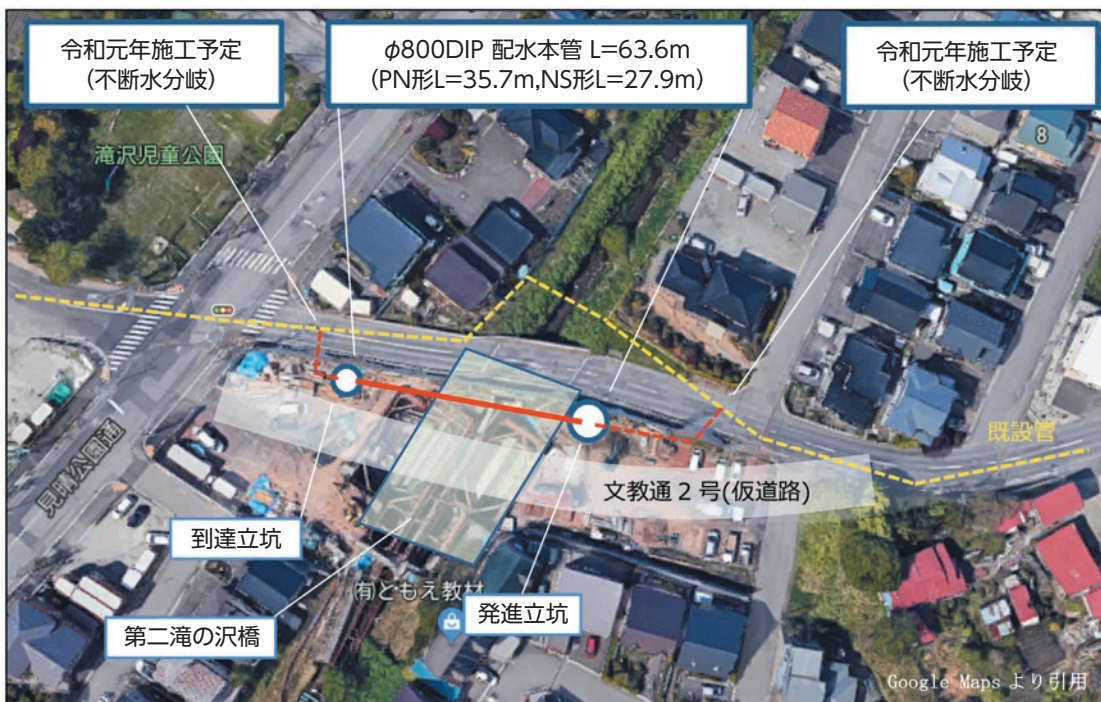 令和元年施工予定
(不断水分岐)
φ800DIP 配水本管 L=63.6m
(PN形L=35.7m,NS形L=27.9m)
令和元年施工予定
(不断水分岐)
滝沢児童公園
8
既設管
見晴公園通
文教通2号(仮道路)
到達立坑
㈲ともえ教材
発進立坑
第二滝の沢橋
Google Maps より引用